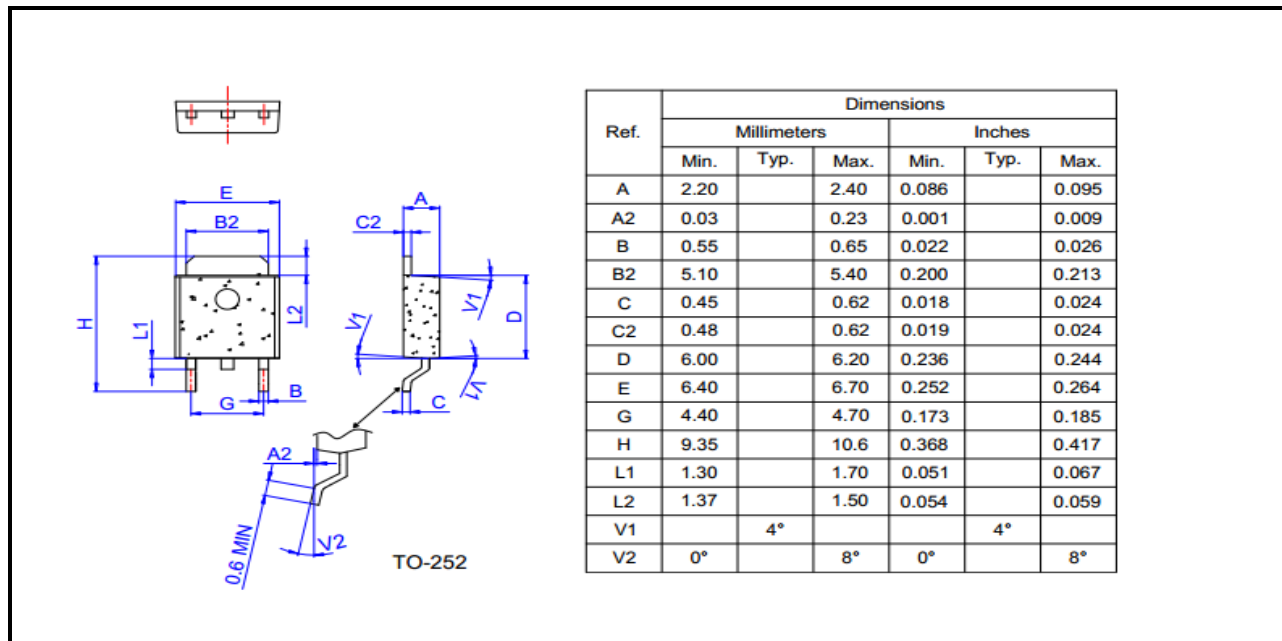 E
B2
H
L1
L2
G
B
A
C2
V1
V1
D
V1
C
A2
0.6 MIN
V2
TO-252
Ref. Dimensions
Millimeters Inches
Min. Typ. Max. Min. Typ. Max.
A 2.20 2.40 0.086 0.095
A2 0.03 0.23 0.001 0.009
B 0.55 0.65 0.022 0.026
B2 5.10 5.40 0.200 0.213
C 0.45 0.62 0.018 0.024
C2 0.48 0.62 0.019 0.024
D 6.00 6.20 0.236 0.244
E 6.40 6.70 0.252 0.264
G 4.40 4.70 0.173 0.185
H 9.35 10.6 0.368 0.417
L1 1.30 1.70 0.051 0.067
L2 1.37 1.50 0.054 0.059
V1 4° 4°
V2 0° 8° 0° 8°